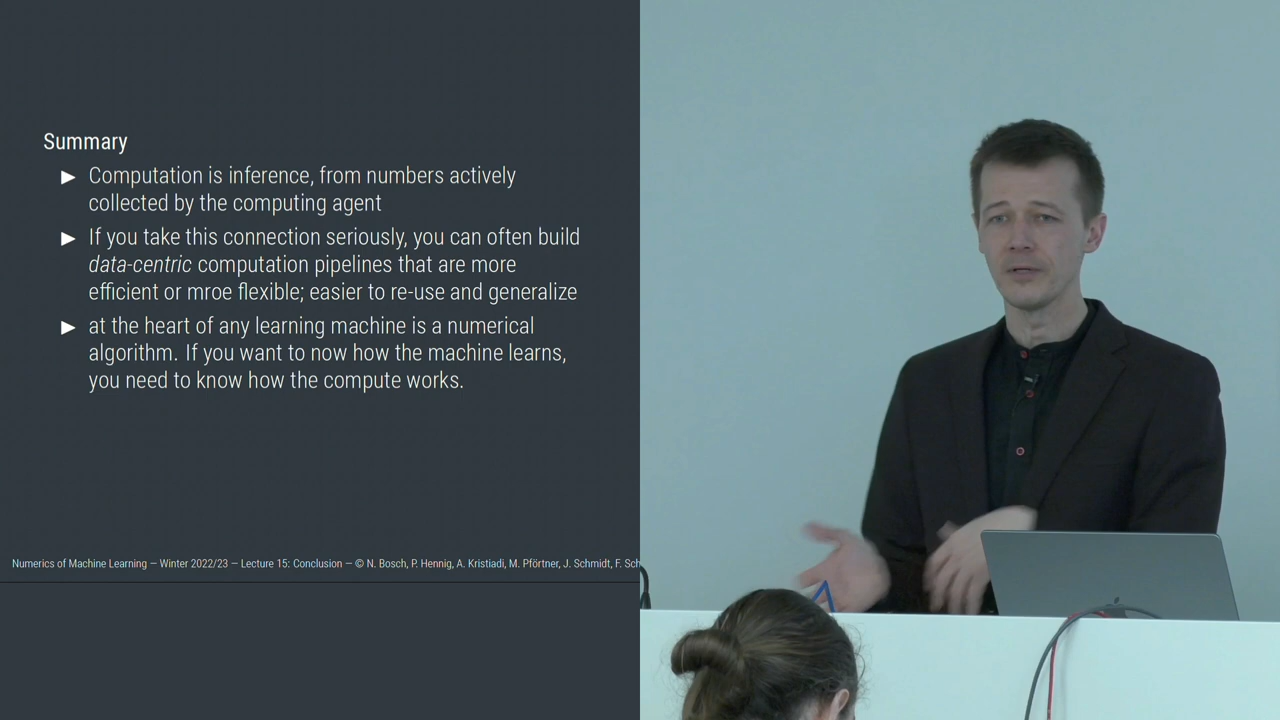 Summary
▶ Computation is inference, from numbers actively
collected by the computing agent
▶ If you take this connection seriously, you can often build
data-centric computation pipelines that are more
efficient or mroe flexible; easier to re-use and generalize
▶ at the heart of any learning machine is a numerical
algorithm. If you want to now how the machine learns,
you need to know how the compute works.
Numerics of Machine Learning — Winter 2022/23 — Lecture 15: Conclusion — © N. Bosch, P. Hennig, A. Kristiadi, M. Pförtner, J. Schmidt, F.